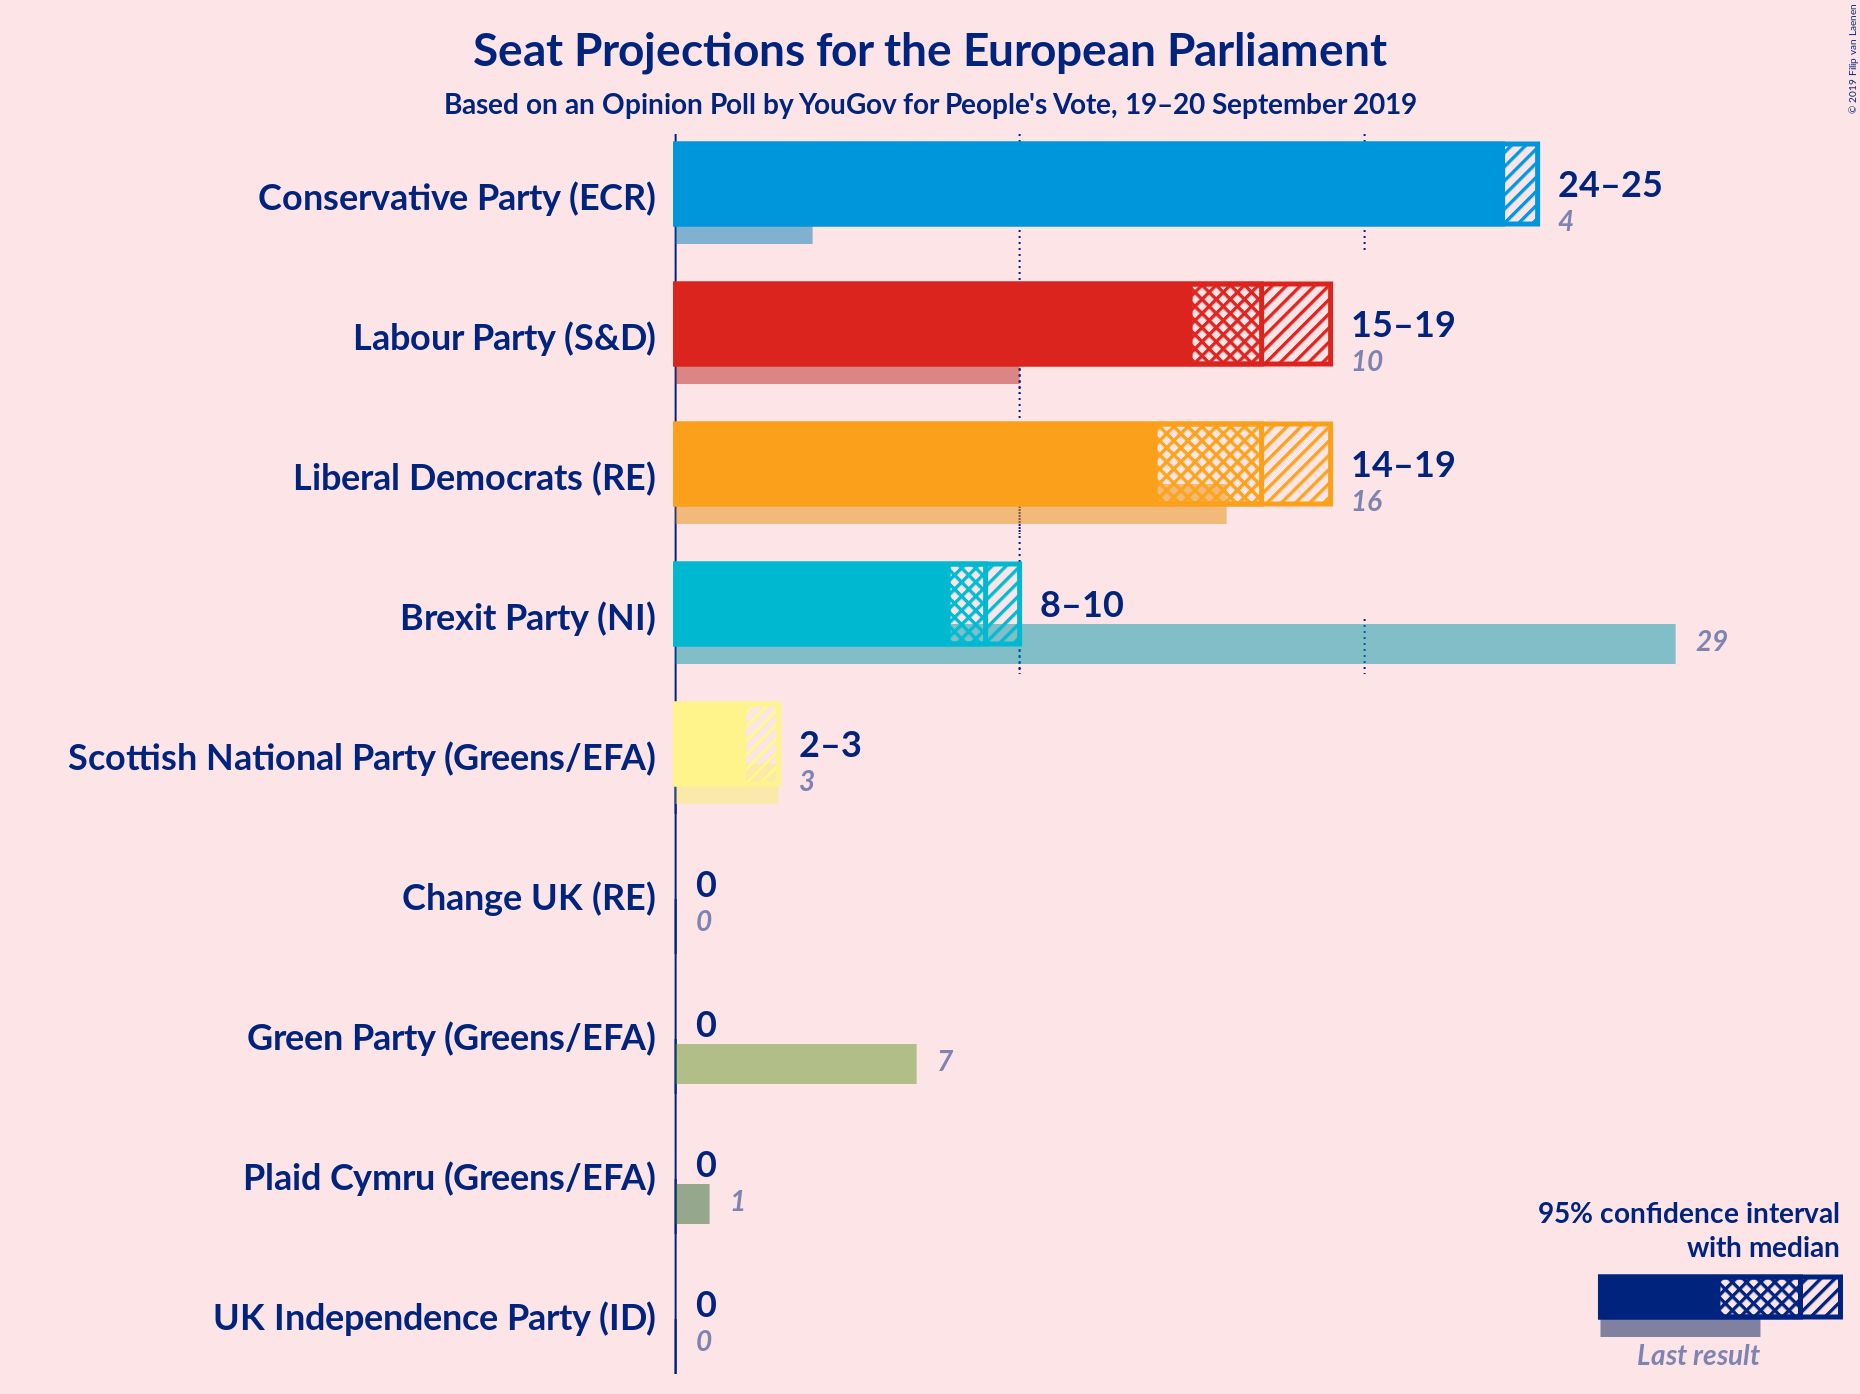 Seat Projections for the European Parliament
Based on an Opinion Poll by YouGov for People's Vote, 19–20 September 2019
© 2019 Filip van Laenen
Conservative Party (ECR)
24–25
4
Labour Party (S&D)
15–19
10
Liberal Democrats (RE)
14–19
16
Brexit Party (NI)
8–10
29
Scottish National Party (Greens/EFA)
2–3
3
Change UK (RE)
0
0
Green Party (Greens/EFA)
0
7
Plaid Cymru (Greens/EFA)
0
1
UK Independence Party (ID)
0
0
95% confidence interval
with median
Last result